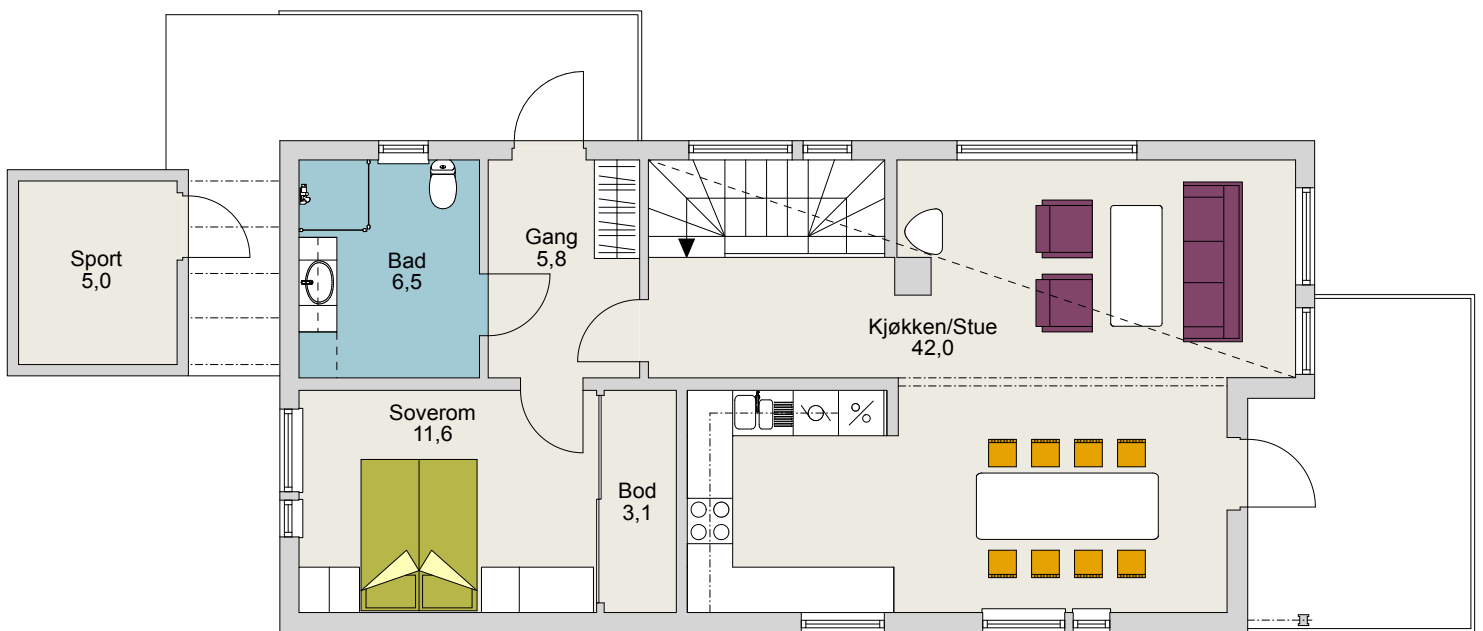 Sport
5,0
Bad
6,5
Gang
5,8
Kjøkken/Stue
42,0
Soverom
11,6
Bod
3,1